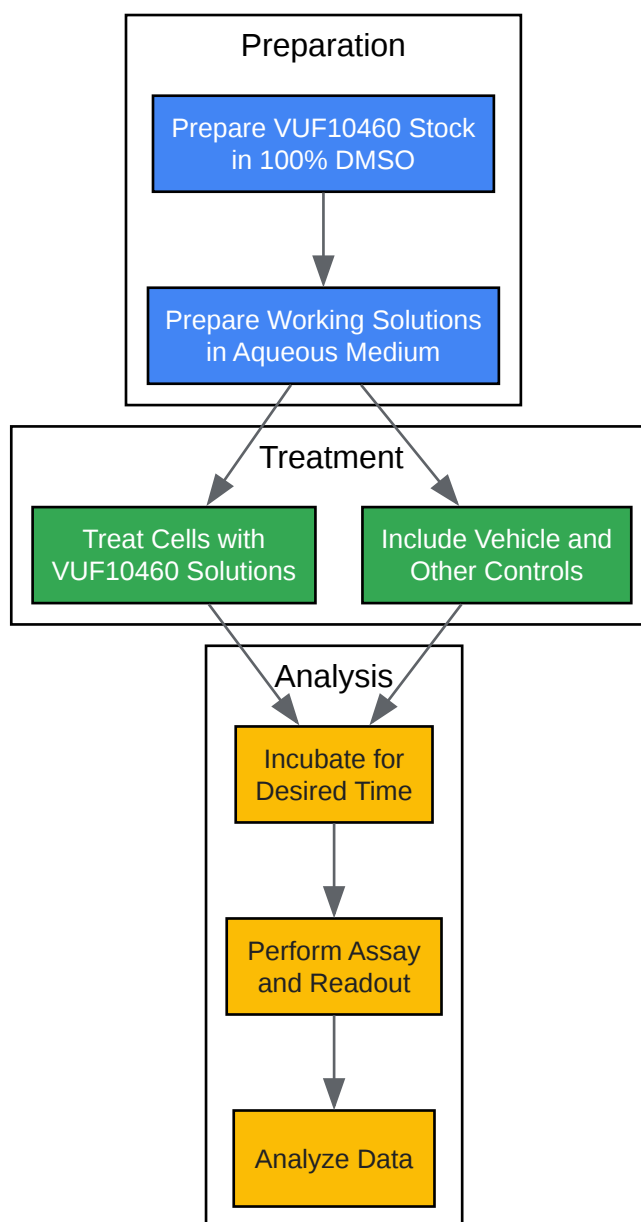 Preparation
Prepare VUF10460 Stock
in 100% DMSO
Prepare Working Solutions
in Aqueous Medium
Treatment
Treat Cells with
VUF10460 Solutions
Include Vehicle and
Other Controls
Analysis
Incubate for
Desired Time
Perform Assay
and Readout
Analyze Data